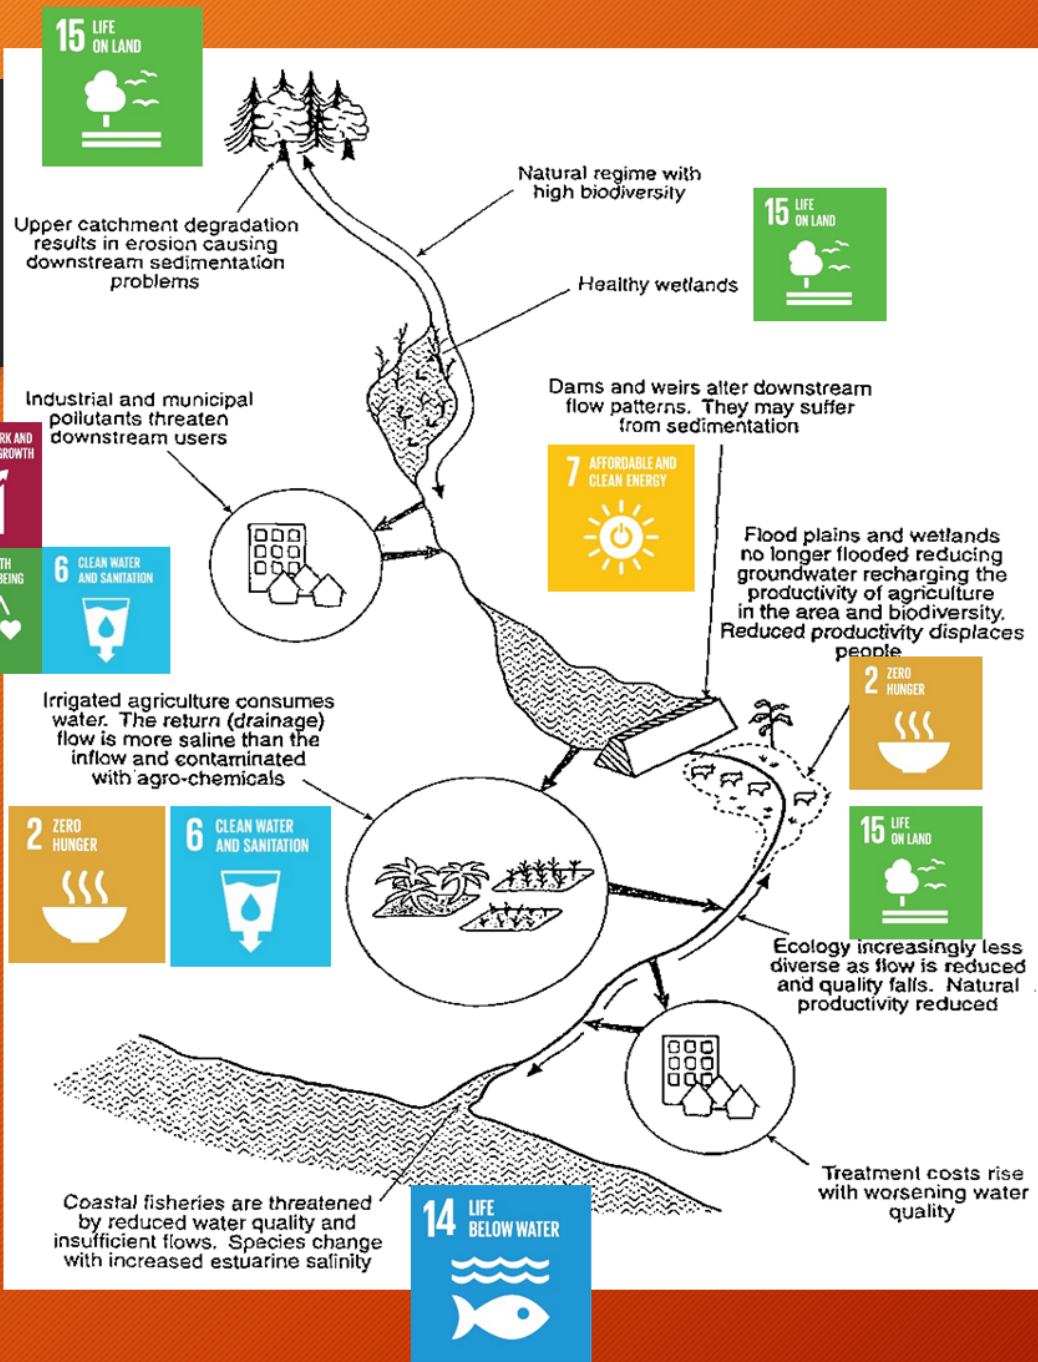 15 LIFE
ON LAND
Natural regime with
high biodiversity
15 LIFE
ON LAND
Upper catchment degradation
results in erosion causing
downstream sedimentation
problems
Healthy wetlands
Dams and weirs alter downstream
flow patterns. They may suffer
from sedimentation
Industrial and municipal
pollutants threaten
downstream users
RK AND
GROWTH
7 AFFORDABLE AND
CLEAN ENERGY
Flood plains and wetlands
no longer flooded reducing
groundwater recharging the
productivity of agriculture
in the area and biodiversity.
Reduced productivity displaces
people
TH
BEING
6 CLEAN WATER
AND SANITATION
2 ZERO
HUNGER
Irrigated agriculture consumes
water. The return (drainage)
flow is more saline than the
inflow and contaminated
with agro-chemicals
2 ZERO
HUNGER
6 CLEAN WATER
AND SANITATION
15 LIFE
ON LAND
Ecology increasingly less
diverse as flow is reduced
and quality falls. Natural
productivity reduced
Treatment costs rise
with worsening water
quality
Coastal fisheries are threatened
by reduced water quality and
insufficient flows. Species change
with increased estuarine salinity
14 LIFE
BELOW WATER